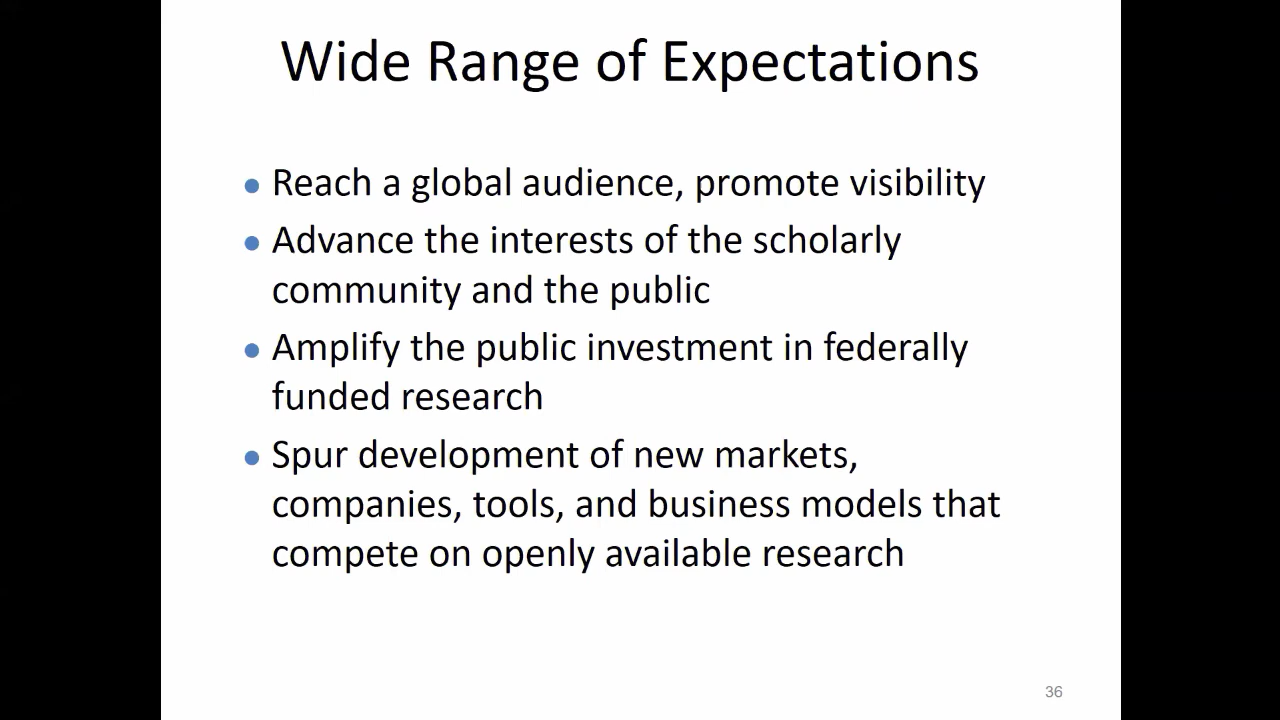 Wide Range of Expectations
• Reach a global audience, promote visibility
• Advance the interests of the scholarly
community and the public
• Amplify the public investment in federally
funded research
• Spur development of new markets,
companies, tools, and business models that
compete on openly available research
36